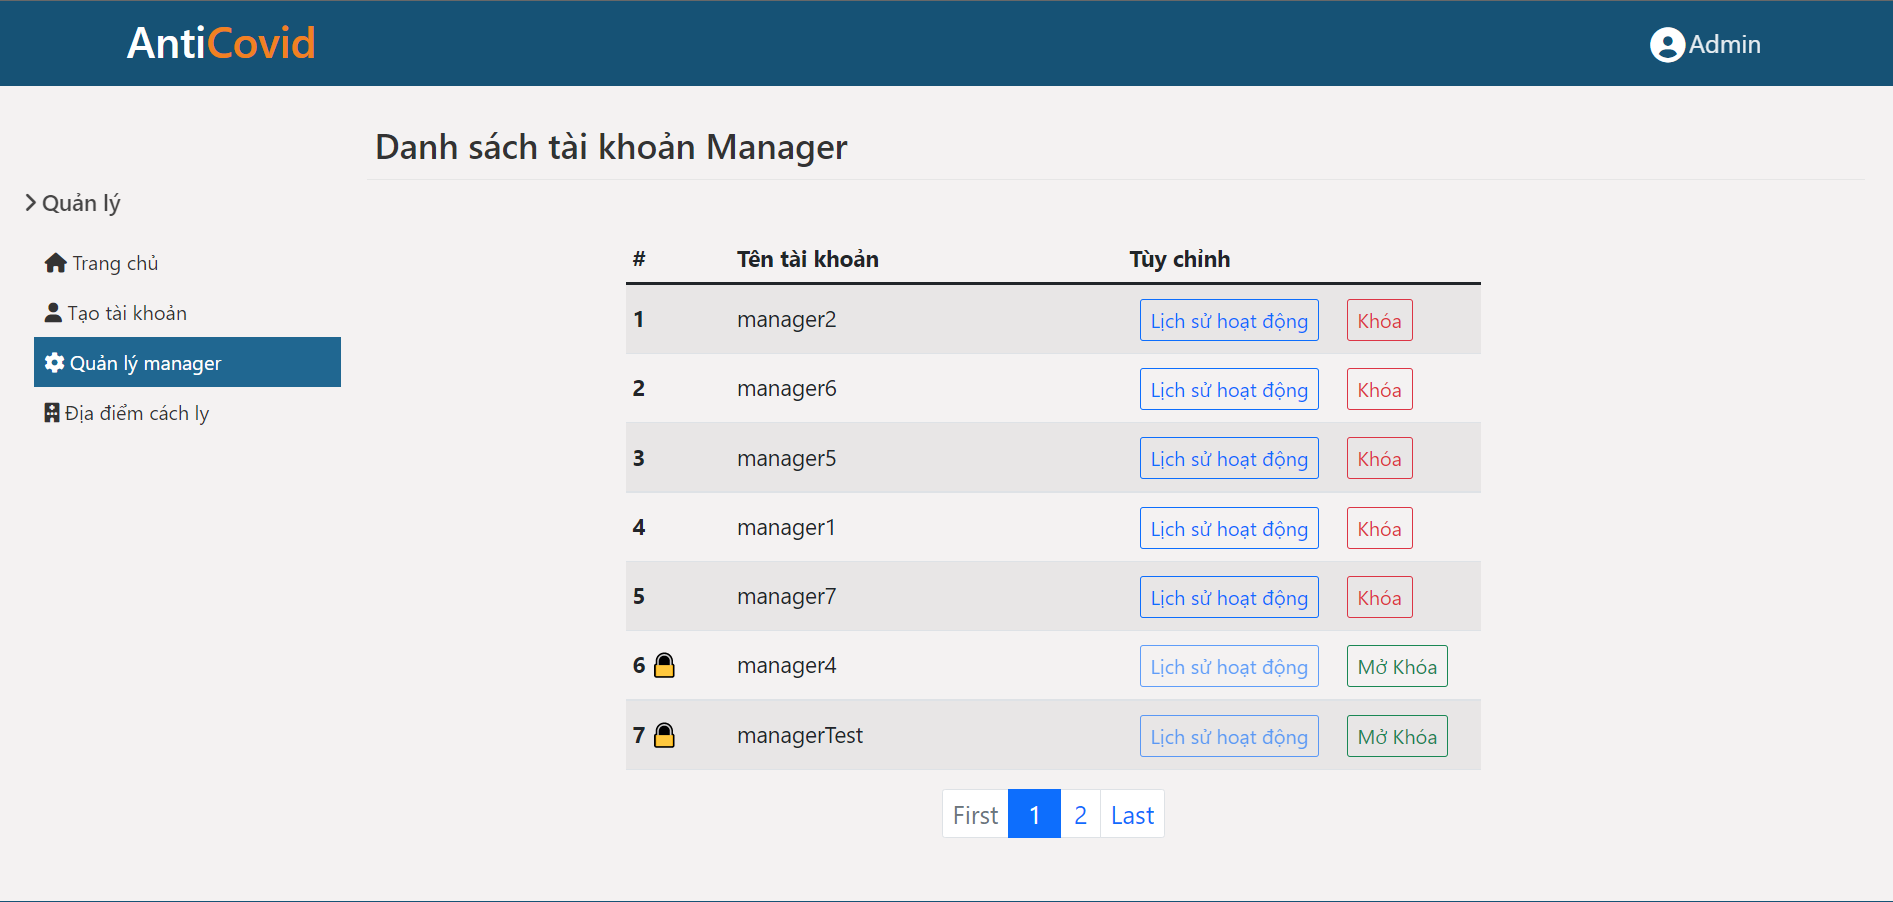 AntiCovid
Admin
Danh sách tài khoản Manager
Quản lý
Trang chủ
Tạo tài khoản
Quản lý manager
Địa điểm cách ly
# Tên tài khoản Tùy chỉnh
1 manager2 Lịch sử hoạt động Khóa
2 manager6 Lịch sử hoạt động Khóa
3 manager5 Lịch sử hoạt động Khóa
4 manager1 Lịch sử hoạt động Khóa
5 manager7 Lịch sử hoạt động Khóa
6 manager4 Lịch sử hoạt động Mở Khóa
7 managerTest Lịch sử hoạt động Mở Khóa
First 1 2 Last